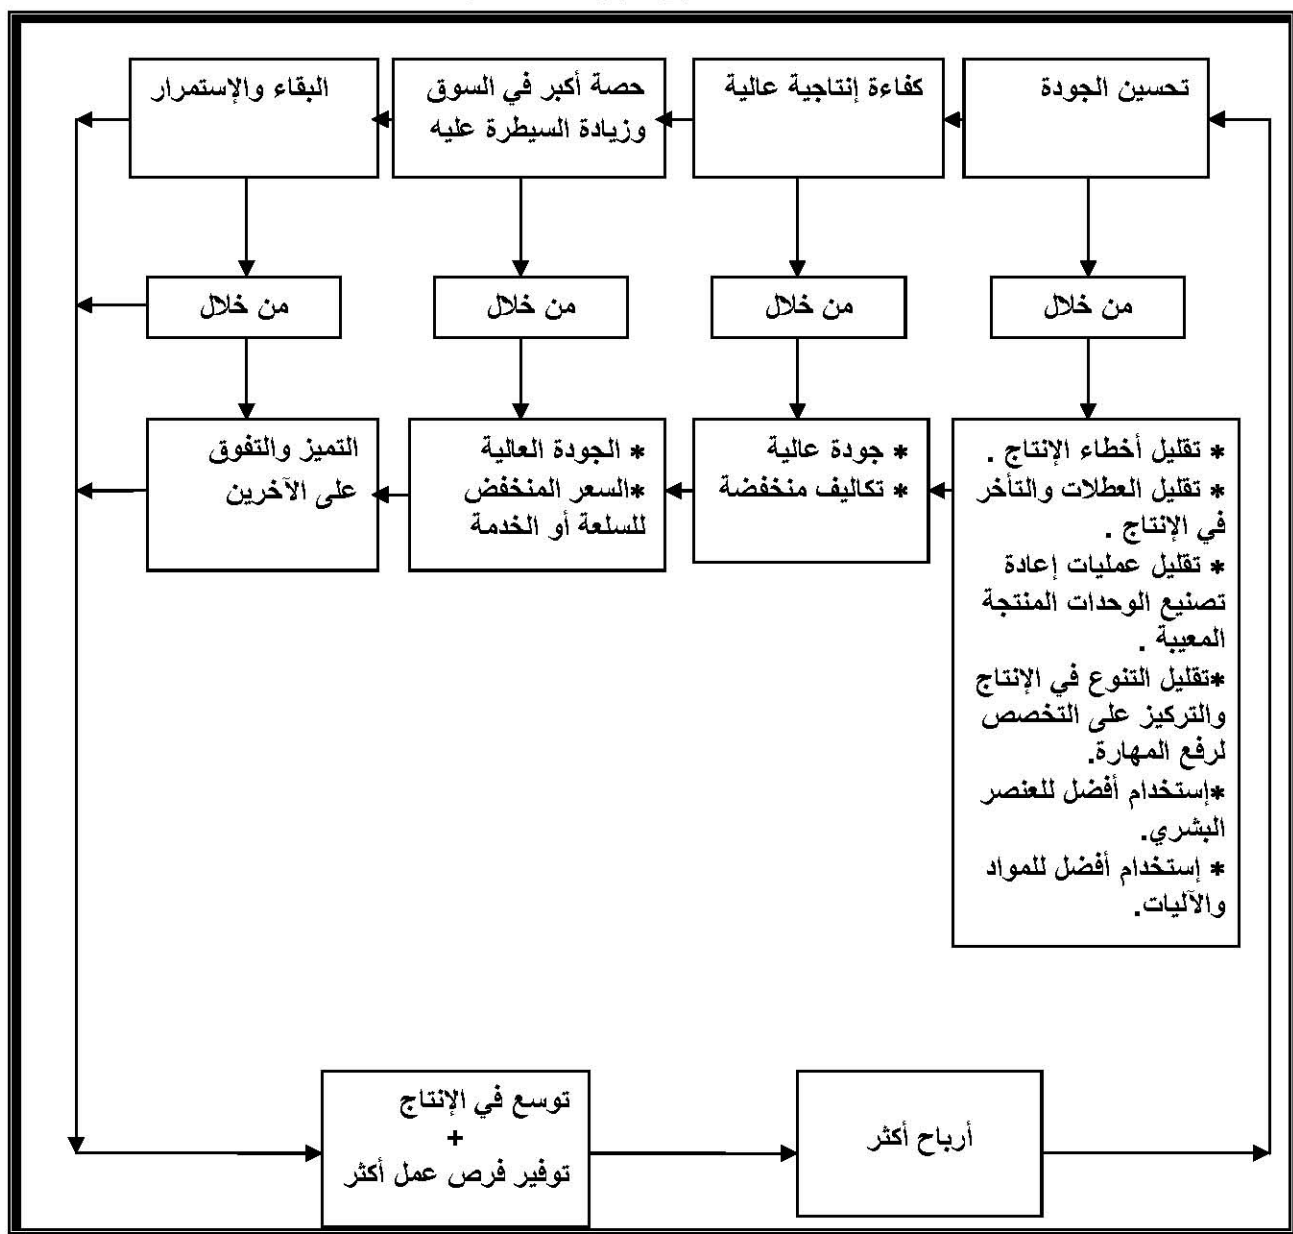 تحسين الجودة
كفاءة إنتاجية عالية
حصة أكبر في السوق
وزيادة السيطرة عليه
البقاء والإستمرار
من خلال
من خلال
من خلال
من خلال
* تقليل أخطاء الإنتاج .
* تقليل العطلات والتأخر
في الإنتاج .
* تقليل عمليات إعادة
تصنيع الوحدات المنتجة
المعيبة .
*تقليل التنوع في الإنتاج
والتركيز على التخصص
لرفع المهارة.
*إستخدام أفضل للعنصر
البشري.
* إستخدام أفضل للمواد
والآليات.
* جودة عالية
* تكاليف منخفضة
* الجودة العالية
*السعر المنخفض
للسلعة أو الخدمة
التميز والتفوق
على الآخرين
توسع في الإنتاج
+
توفير فرص عمل أكثر
أرباح أكثر